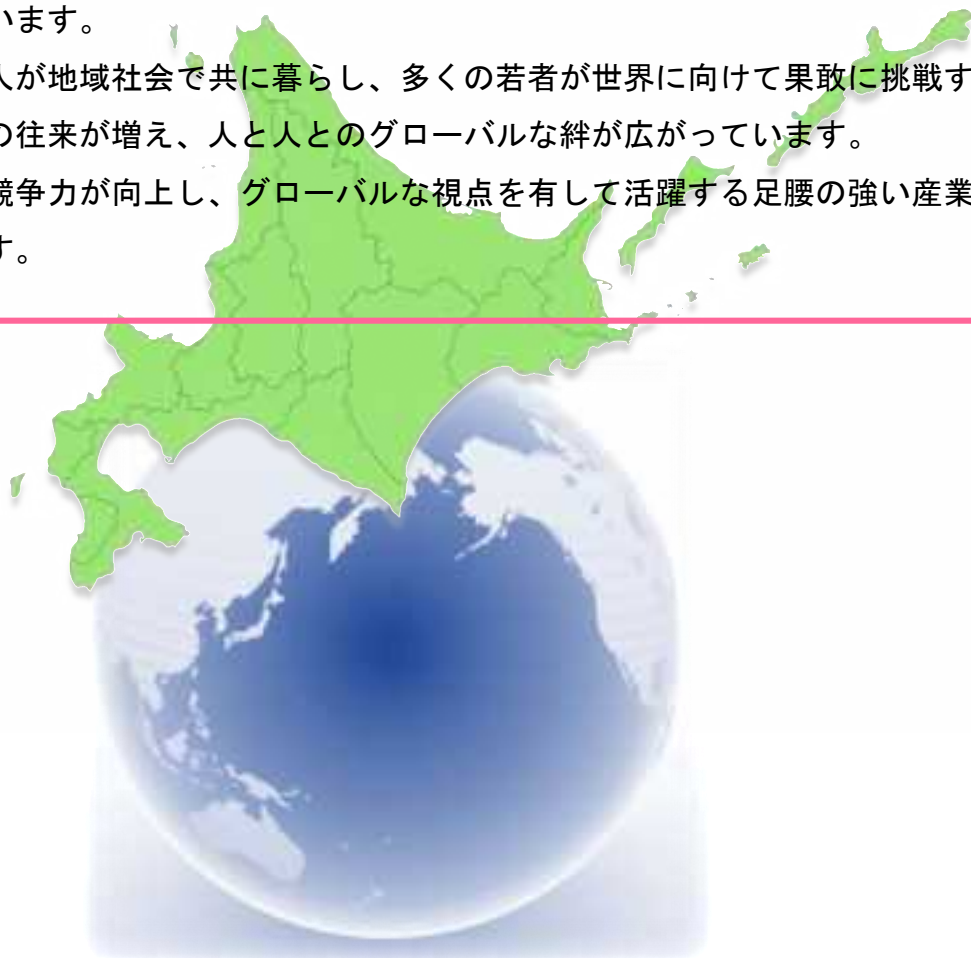 います。
人が地域社会で共に暮らし、多くの若者が世界に向けて果敢に挑戦す
の往来が増え、人と人とのグローバルな絆が広がっています。
競争力が向上し、グローバルな視点を有して活躍する足腰の強い産業
す。